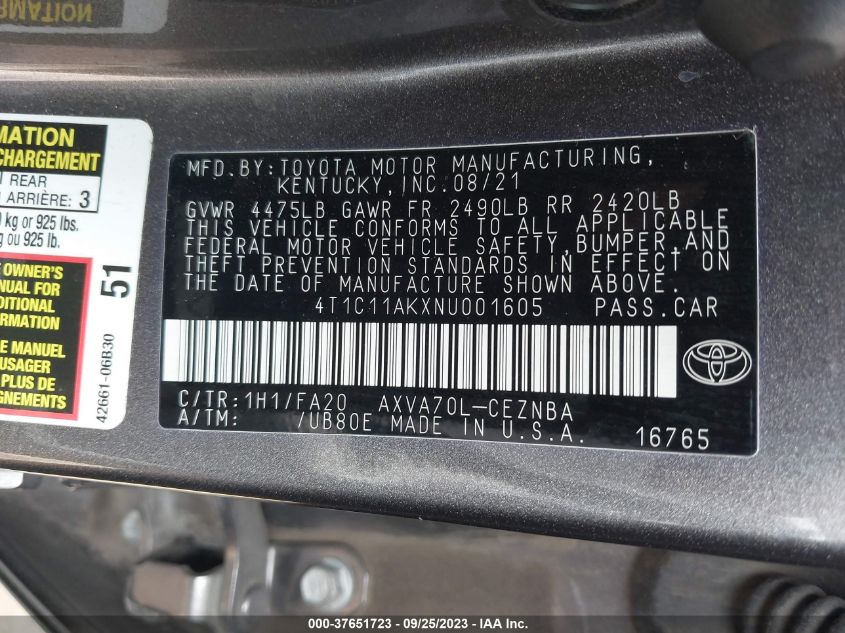 RMATION
MATION
CHARGEMENT
REAR
ARRIÈRE: 3
kg or 925 lbs.
g ou 925 lb.
OWNER'S
MANUAL FOR
DITIONAL
FORMATION
E MANUEL
USAGER
PLUS DE
GNEMENTS
51
42661-06B30
MFD.BY:TOYOTA MOTOR MANUFACTURING,
KENTUCKY,INC.08/21
GVWR 4475LB GAWR FR 2490LB RR 2420LB
THIS VEHICLE CONFORMS TO ALL APPLICABLE
FEDERAL MOTOR VEHICLE SAFETY,BUMPER,AND
THEFT PREVENTION STANDARDS IN EFFECT ON
THE DATE OF MANUFACTURE SHOWN ABOVE.
4T1C11AKXNU001605 PASS.CAR
C/TR:1H1/FA20 AXVA70L-CEZNBA
A/TM: /UB80E MADE IN U.S.A. 16765
000-37651723 - 09/25/2023 - IAA Inc.